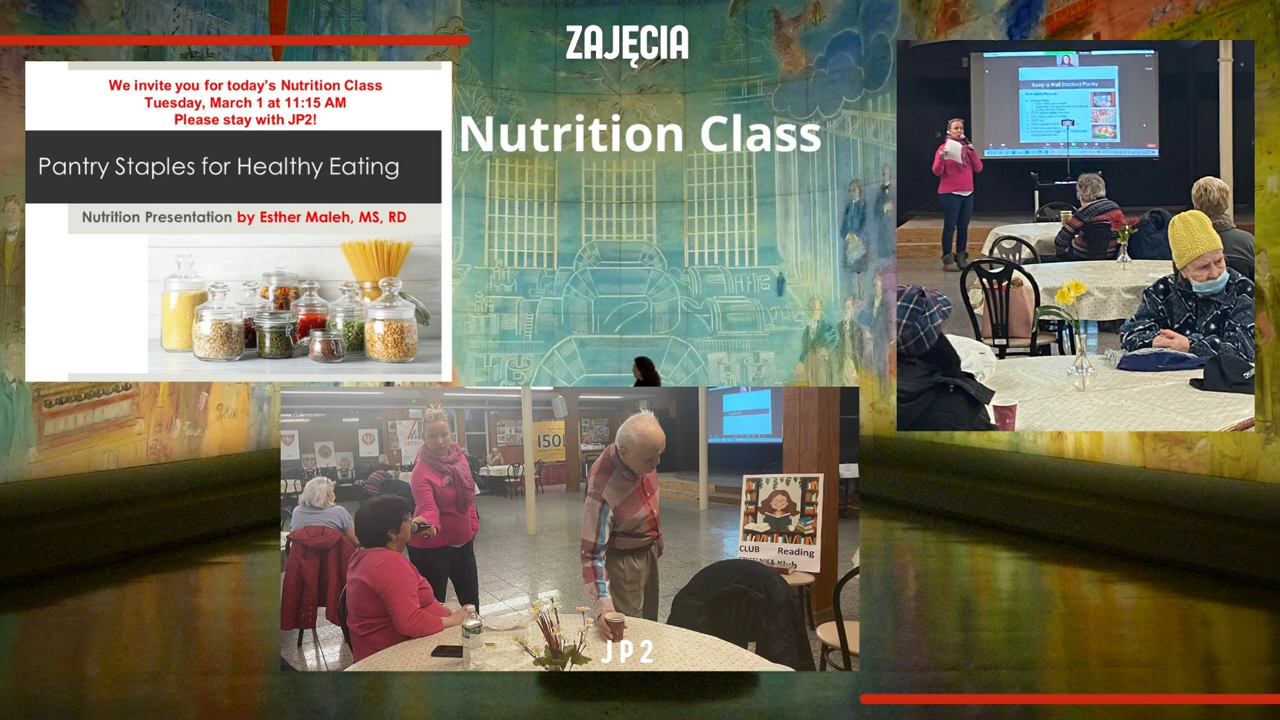 ZAJĘCIA
Nutrition Class
We invite you for today's Nutrition Class
Tuesday, March 1 at 11:15 AM
Please stay with JP2!
Pantry Staples for Healthy Eating
Nutrition Presentation by Esther Maleh, MS, RD
Keep a Well Stocked Pantry
150
CLUB Reading
CZYTELNIKA Klub
JP2